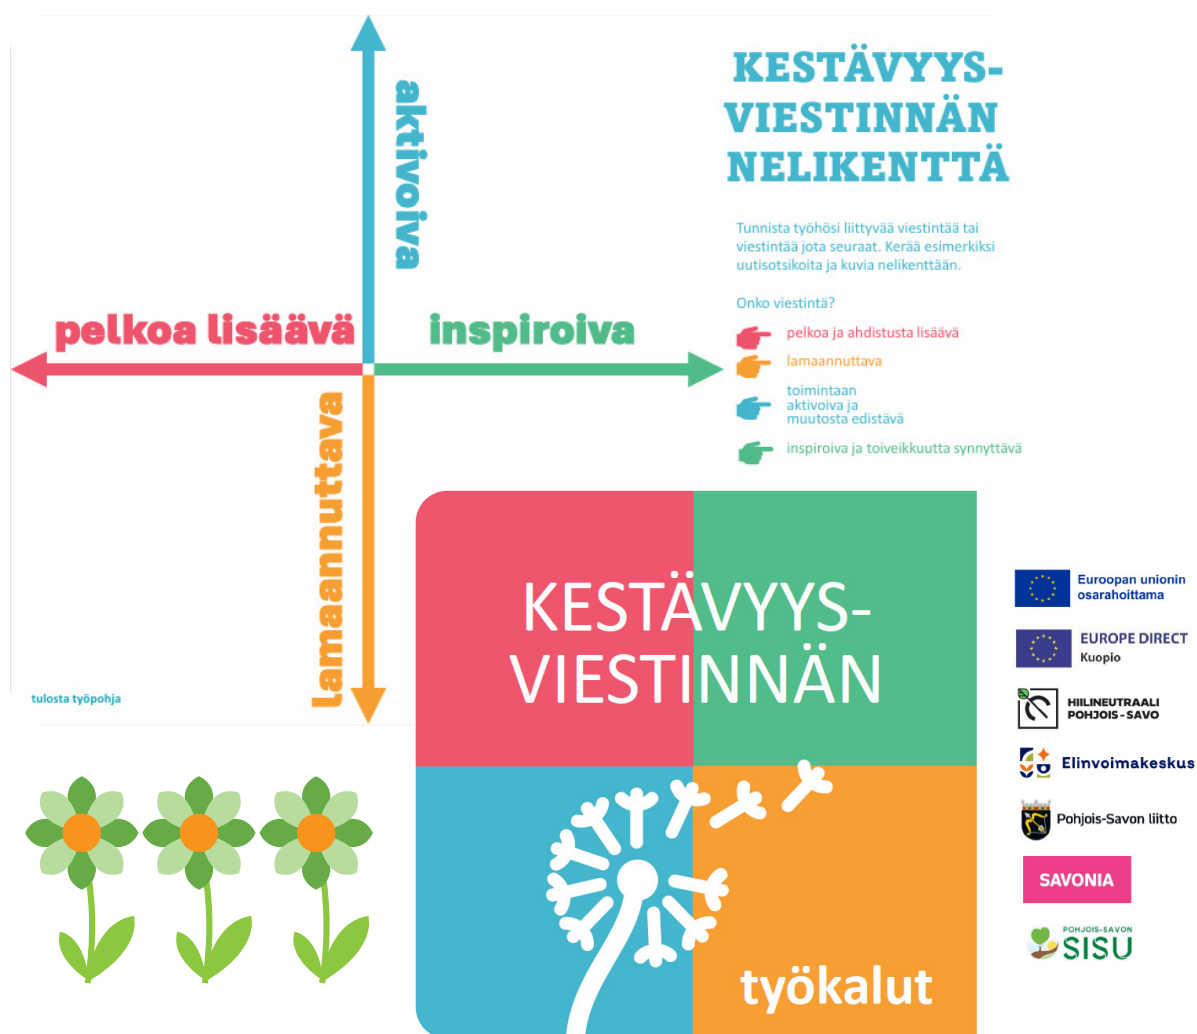 KESTÄVYYS-
VIESTINNÄN
NELIKENTTÄ
aktivoiva
pelkoa lisäävä
inspiroiva
lamaannuttava
Tunnista työhösi liittyvää viestintää tai
viestintää jota seuraat. Kerää esimerkiksi
uutisotsikoita ja kuvia nelikenttään.
Onko viestintä?
pelkoa ja ahdistusta lisäävä
lamaannuttava
toimintaan
aktivoiva ja
muutosta edistävä
inspiroiva ja toiveikkuutta synnyttävä
tulosta työpohja
KESTÄVYYS-
VIESTINNÄN
työkalut
Euroopan unionin
osarahoittama
EUROPE DIRECT
Kuopio
HIILINEUTRAALI
POHJOIS-SAVO
Elinvoimakeskus
Pohjois-Savon liitto
SAVONIA
POHJOIS-SAVON
SISU